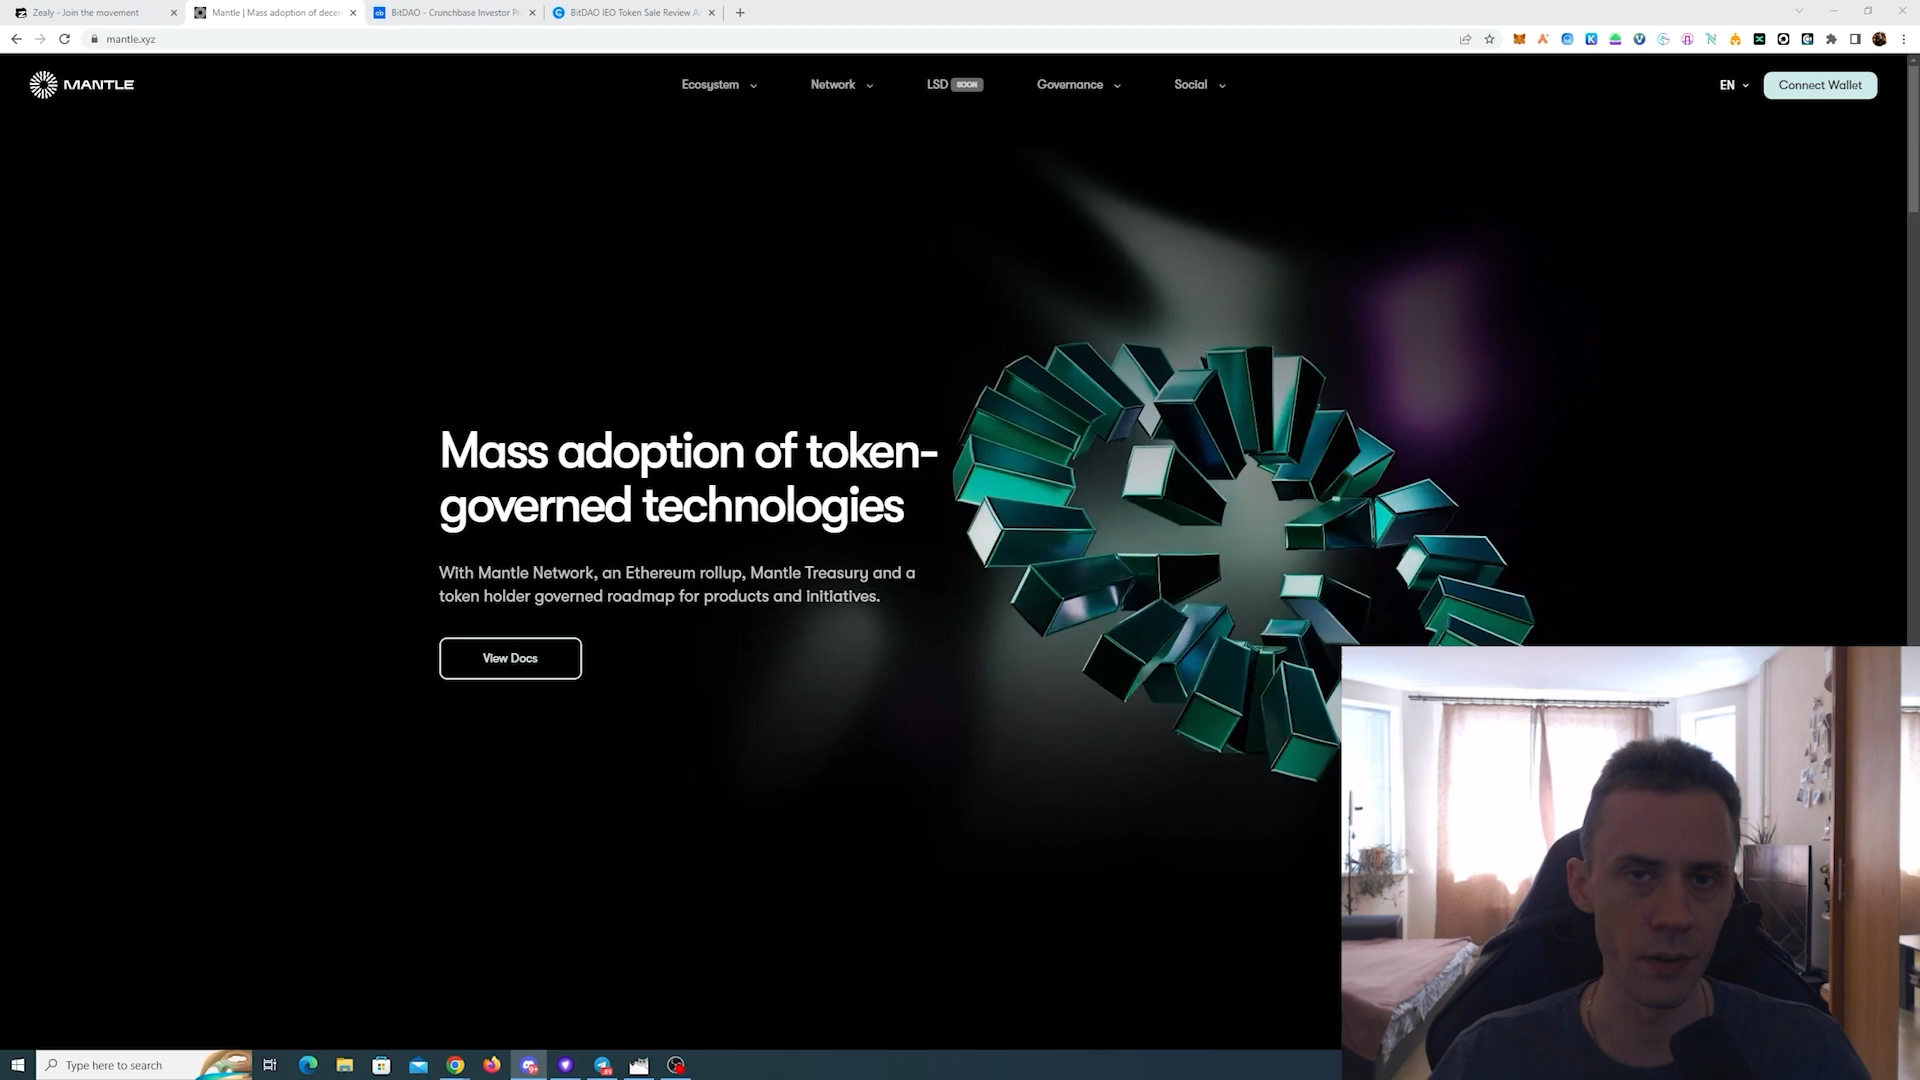 Zealy - Join the movement
Mantle | Mass adoption of decen
BitDAO - Crunchbase Investor Pr
BitDAO IEO Token Sale Review A
mantle.xyz
MANTLE
Ecosystem
Network
LSD SOON
Governance
Social
EN
Connect Wallet
Mass adoption of token-
governed technologies
With Mantle Network, an Ethereum rollup, Mantle Treasury and a
token holder governed roadmap for products and initiatives.
View Docs
Type here to search